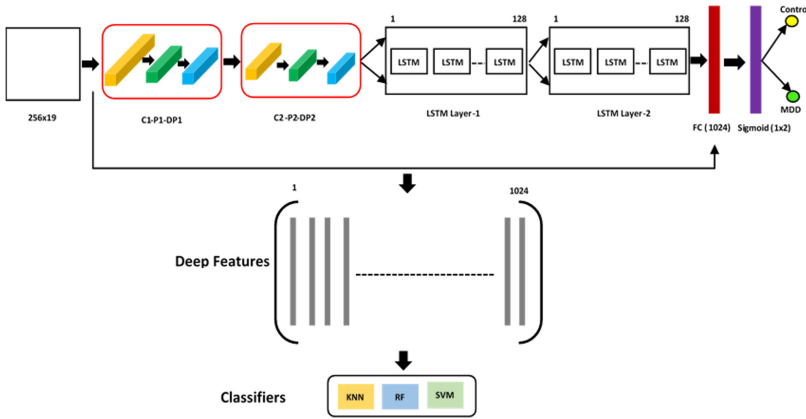 1 128 1 128 Contro
LSTM LSTM LSTM LSTM LSTM LSTM
MDD
256x19 C1-P1-DP1 C2-P2-DP2 LSTM Layer-1 LSTM Layer-2 FC (1024) Sigmoid (1x2)
1 1024
Deep Features
Classifiers KNN RF SVM